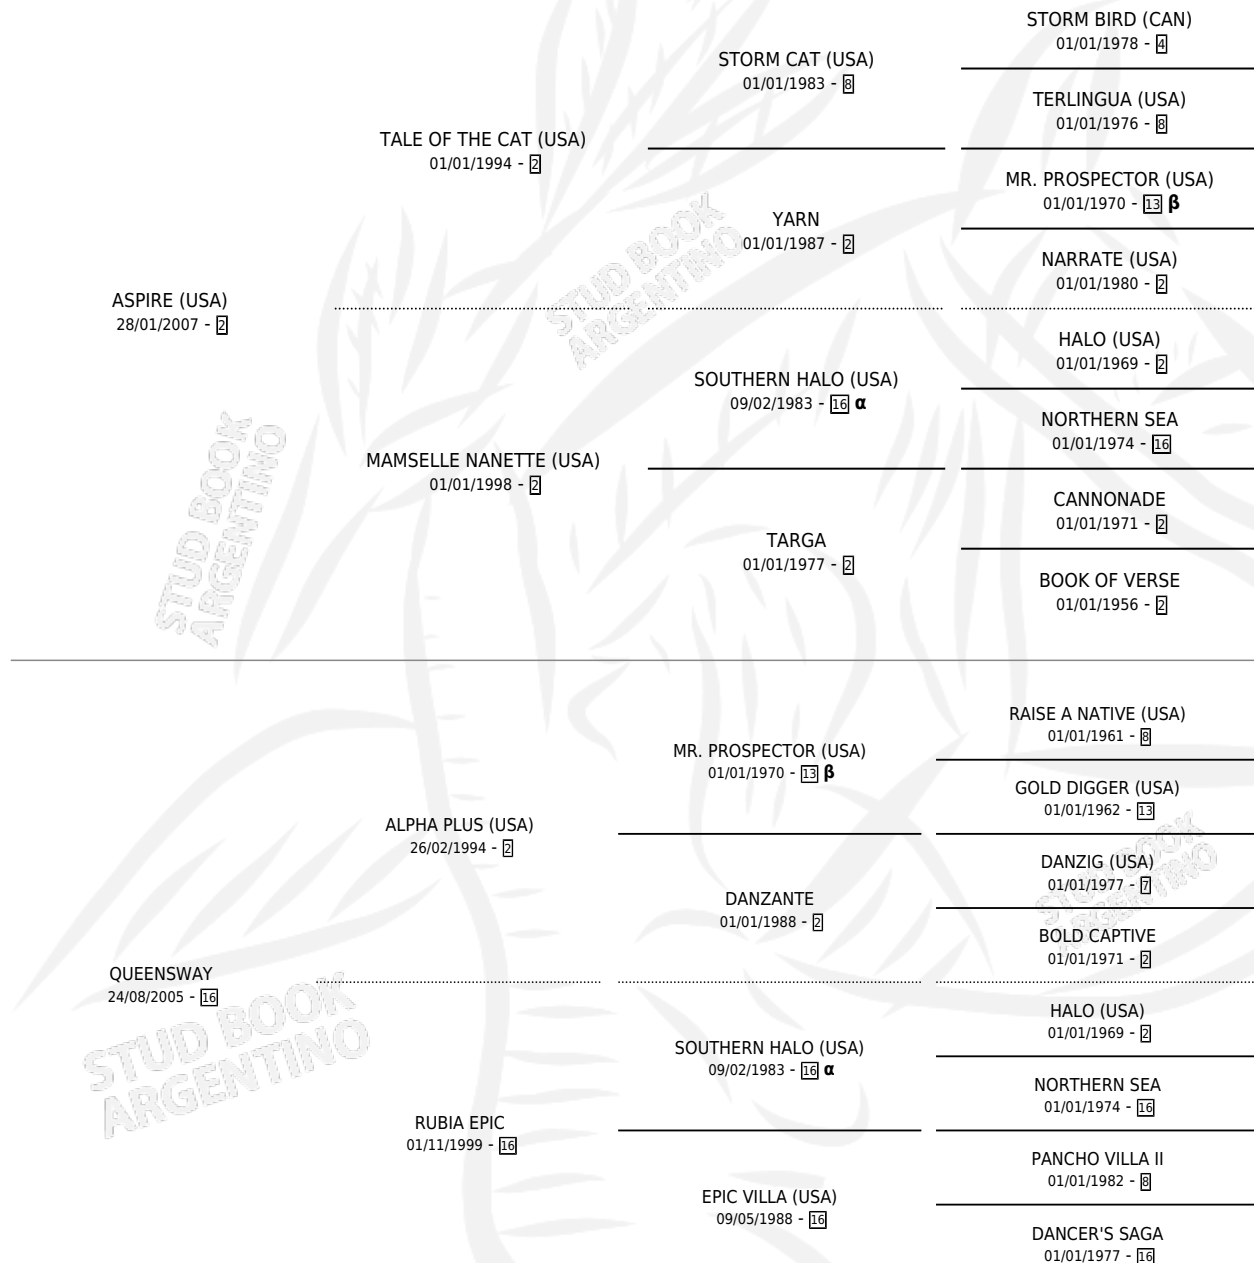 STORM BIRD (CAN)
01/01/1978 - 4
STORM CAT (USA)
01/01/1983 - 8
TERLINGUA (USA)
01/01/1976 - 8
TALE OF THE CAT (USA)
01/01/1994 - 2
MR. PROSPECTOR (USA)
01/01/1970 - 13 β
YARN
01/01/1987 - 2
NARRATE (USA)
01/01/1980 - 2
ASPIRE (USA)
28/01/2007 - 2
HALO (USA)
01/01/1969 - 2
SOUTHERN HALO (USA)
09/02/1983 - 16 α
NORTHERN SEA
01/01/1974 - 16
MAMSELLE NANETTE (USA)
01/01/1998 - 2
CANNONADE
01/01/1971 - 2
TARGA
01/01/1977 - 2
BOOK OF VERSE
01/01/1956 - 2
STUD BOOK
ARGENTINO
STUD BOOK
ARGENTINO
RAISE A NATIVE (USA)
01/01/1961 - 8
MR. PROSPECTOR (USA)
01/01/1970 - 13 β
GOLD DIGGER (USA)
01/01/1962 - 13
ALPHA PLUS (USA)
26/02/1994 - 2
DANZIG (USA)
01/01/1977 - 7
DANZANTE
01/01/1988 - 2
BOLD CAPTIVE
01/01/1971 - 2
QUEENSWAY
24/08/2005 - 16
HALO (USA)
01/01/1969 - 2
SOUTHERN HALO (USA)
09/02/1983 - 16 α
NORTHERN SEA
01/01/1974 - 16
RUBIA EPIC
01/11/1999 - 16
PANCHO VILLA II
01/01/1982 - 8
EPIC VILLA (USA)
09/05/1988 - 16
DANCER'S SAGA
01/01/1977 - 16
STUD BOOK
ARGENTINO
STUD BOOK
ARGENTINO